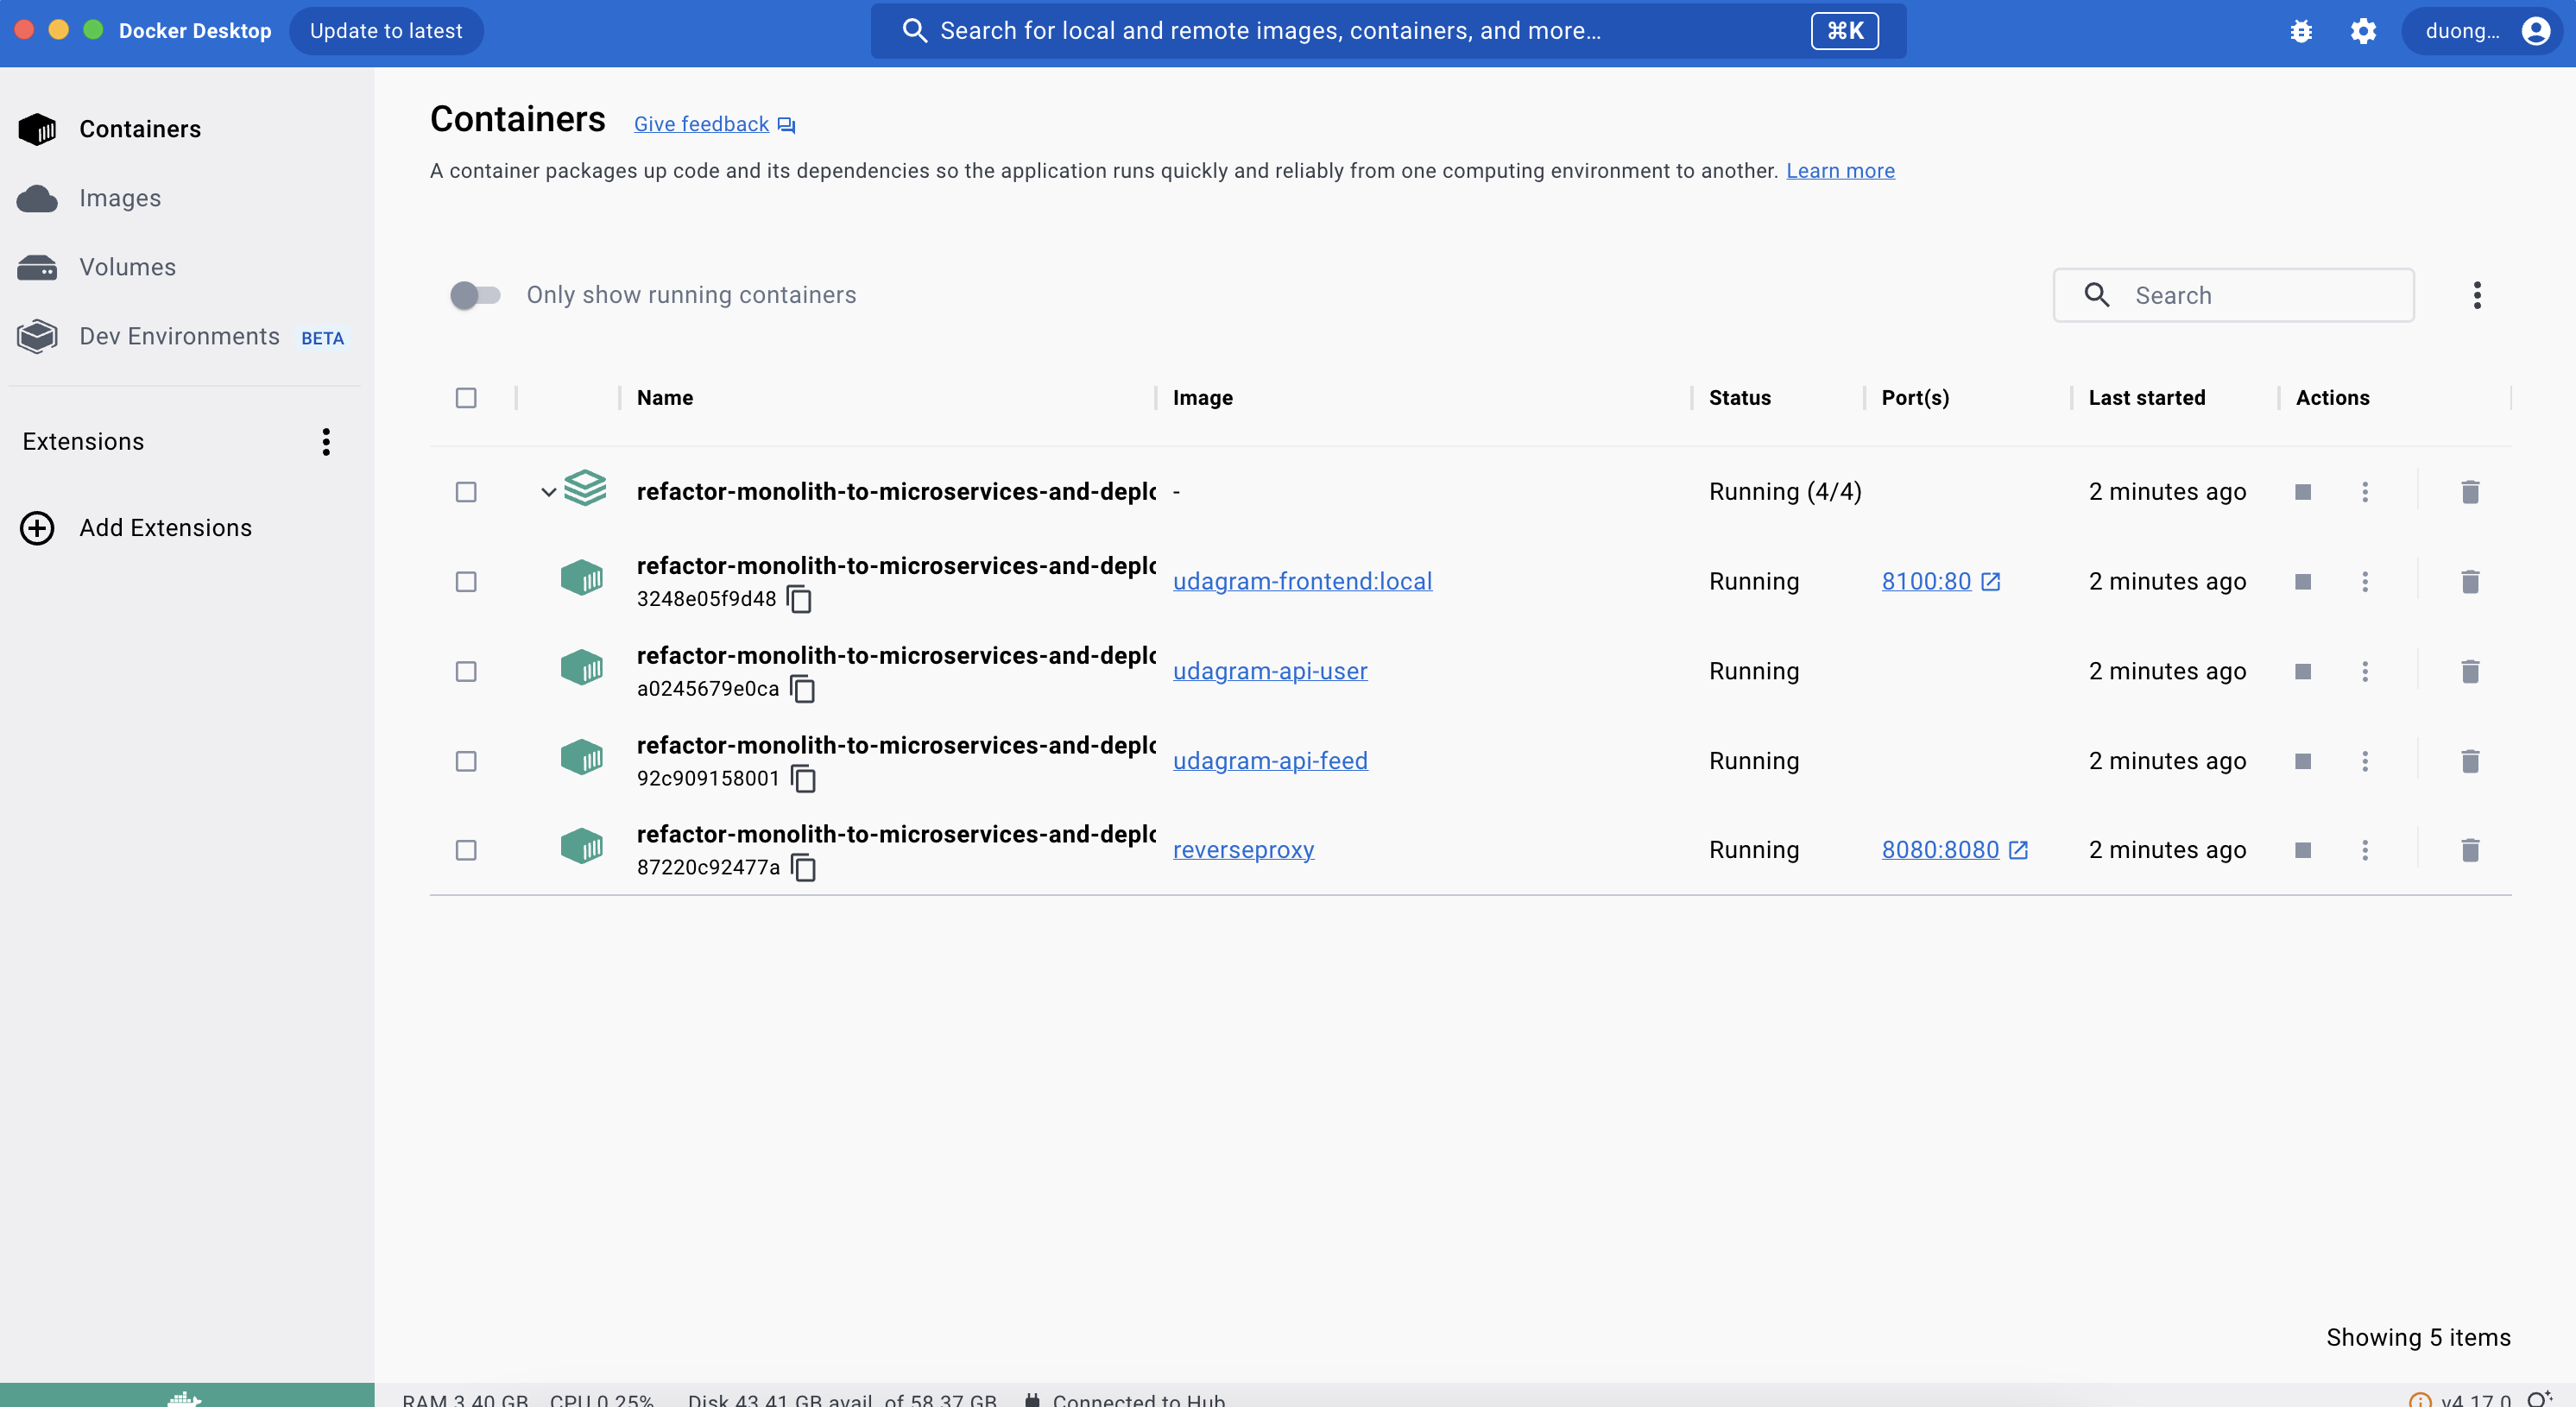 Docker Desktop
Update to latest
Search for local and remote images, containers, and more...
⌘K
duong...
Containers
Images
Volumes
Dev Environments BETA
Extensions
Add Extensions
Containers Give feedback
A container packages up code and its dependencies so the application runs quickly and reliably from one computing environment to another. Learn more
Only show running containers
Search
Name Image Status Port(s) Last started Actions
refactor-monolith-to-microservices-and-deplo - Running (4/4) 2 minutes ago
refactor-monolith-to-microservices-and-deplo
3248e05f9d48
udagram-frontend:local Running 8100:80 2 minutes ago
refactor-monolith-to-microservices-and-deplo
a0245679e0ca
udagram-api-user Running 2 minutes ago
refactor-monolith-to-microservices-and-deplo
92c909158001
udagram-api-feed Running 2 minutes ago
refactor-monolith-to-microservices-and-deplo
87220c92477a
reverseproxy Running 8080:8080 2 minutes ago
Showing 5 items
RAM 3.40 GB CPU 0.25% Disk 43.41 GB avail. of 58.37 GB Connected to Hub v4.17.0